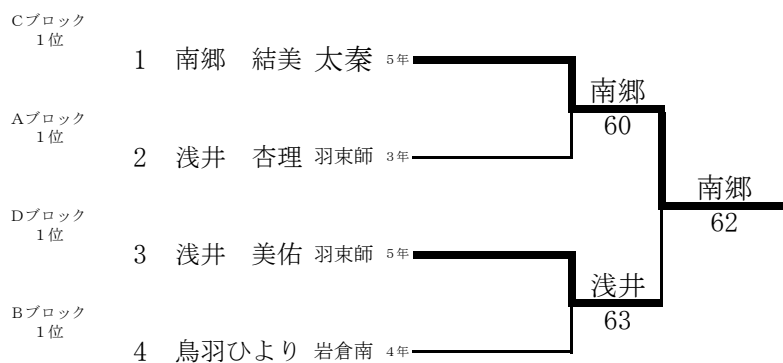 Cブロック
1位
1 南郷 結美 太秦 5年
南郷
60
Aブロック
1位
2 浅井 杏理 羽束師 3年
南郷
62
Dブロック
1位
3 浅井 美佑 羽束師 5年
浅井
63
Bブロック
1位
4 鳥羽ひより 岩倉南 4年